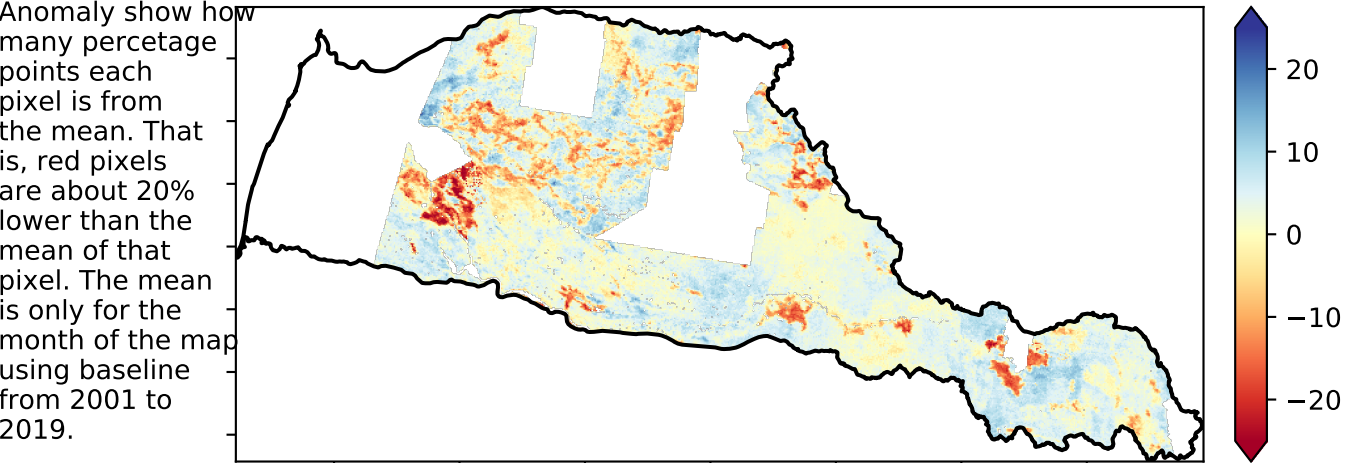 Anomaly show how
many percetage
points each
pixel is from
the mean. That
is, red pixels
are about 20%
lower than the
mean of that
pixel. The mean
is only for the
month of the map
using baseline
from 2001 to
2019.
20
10
0
−10
−20